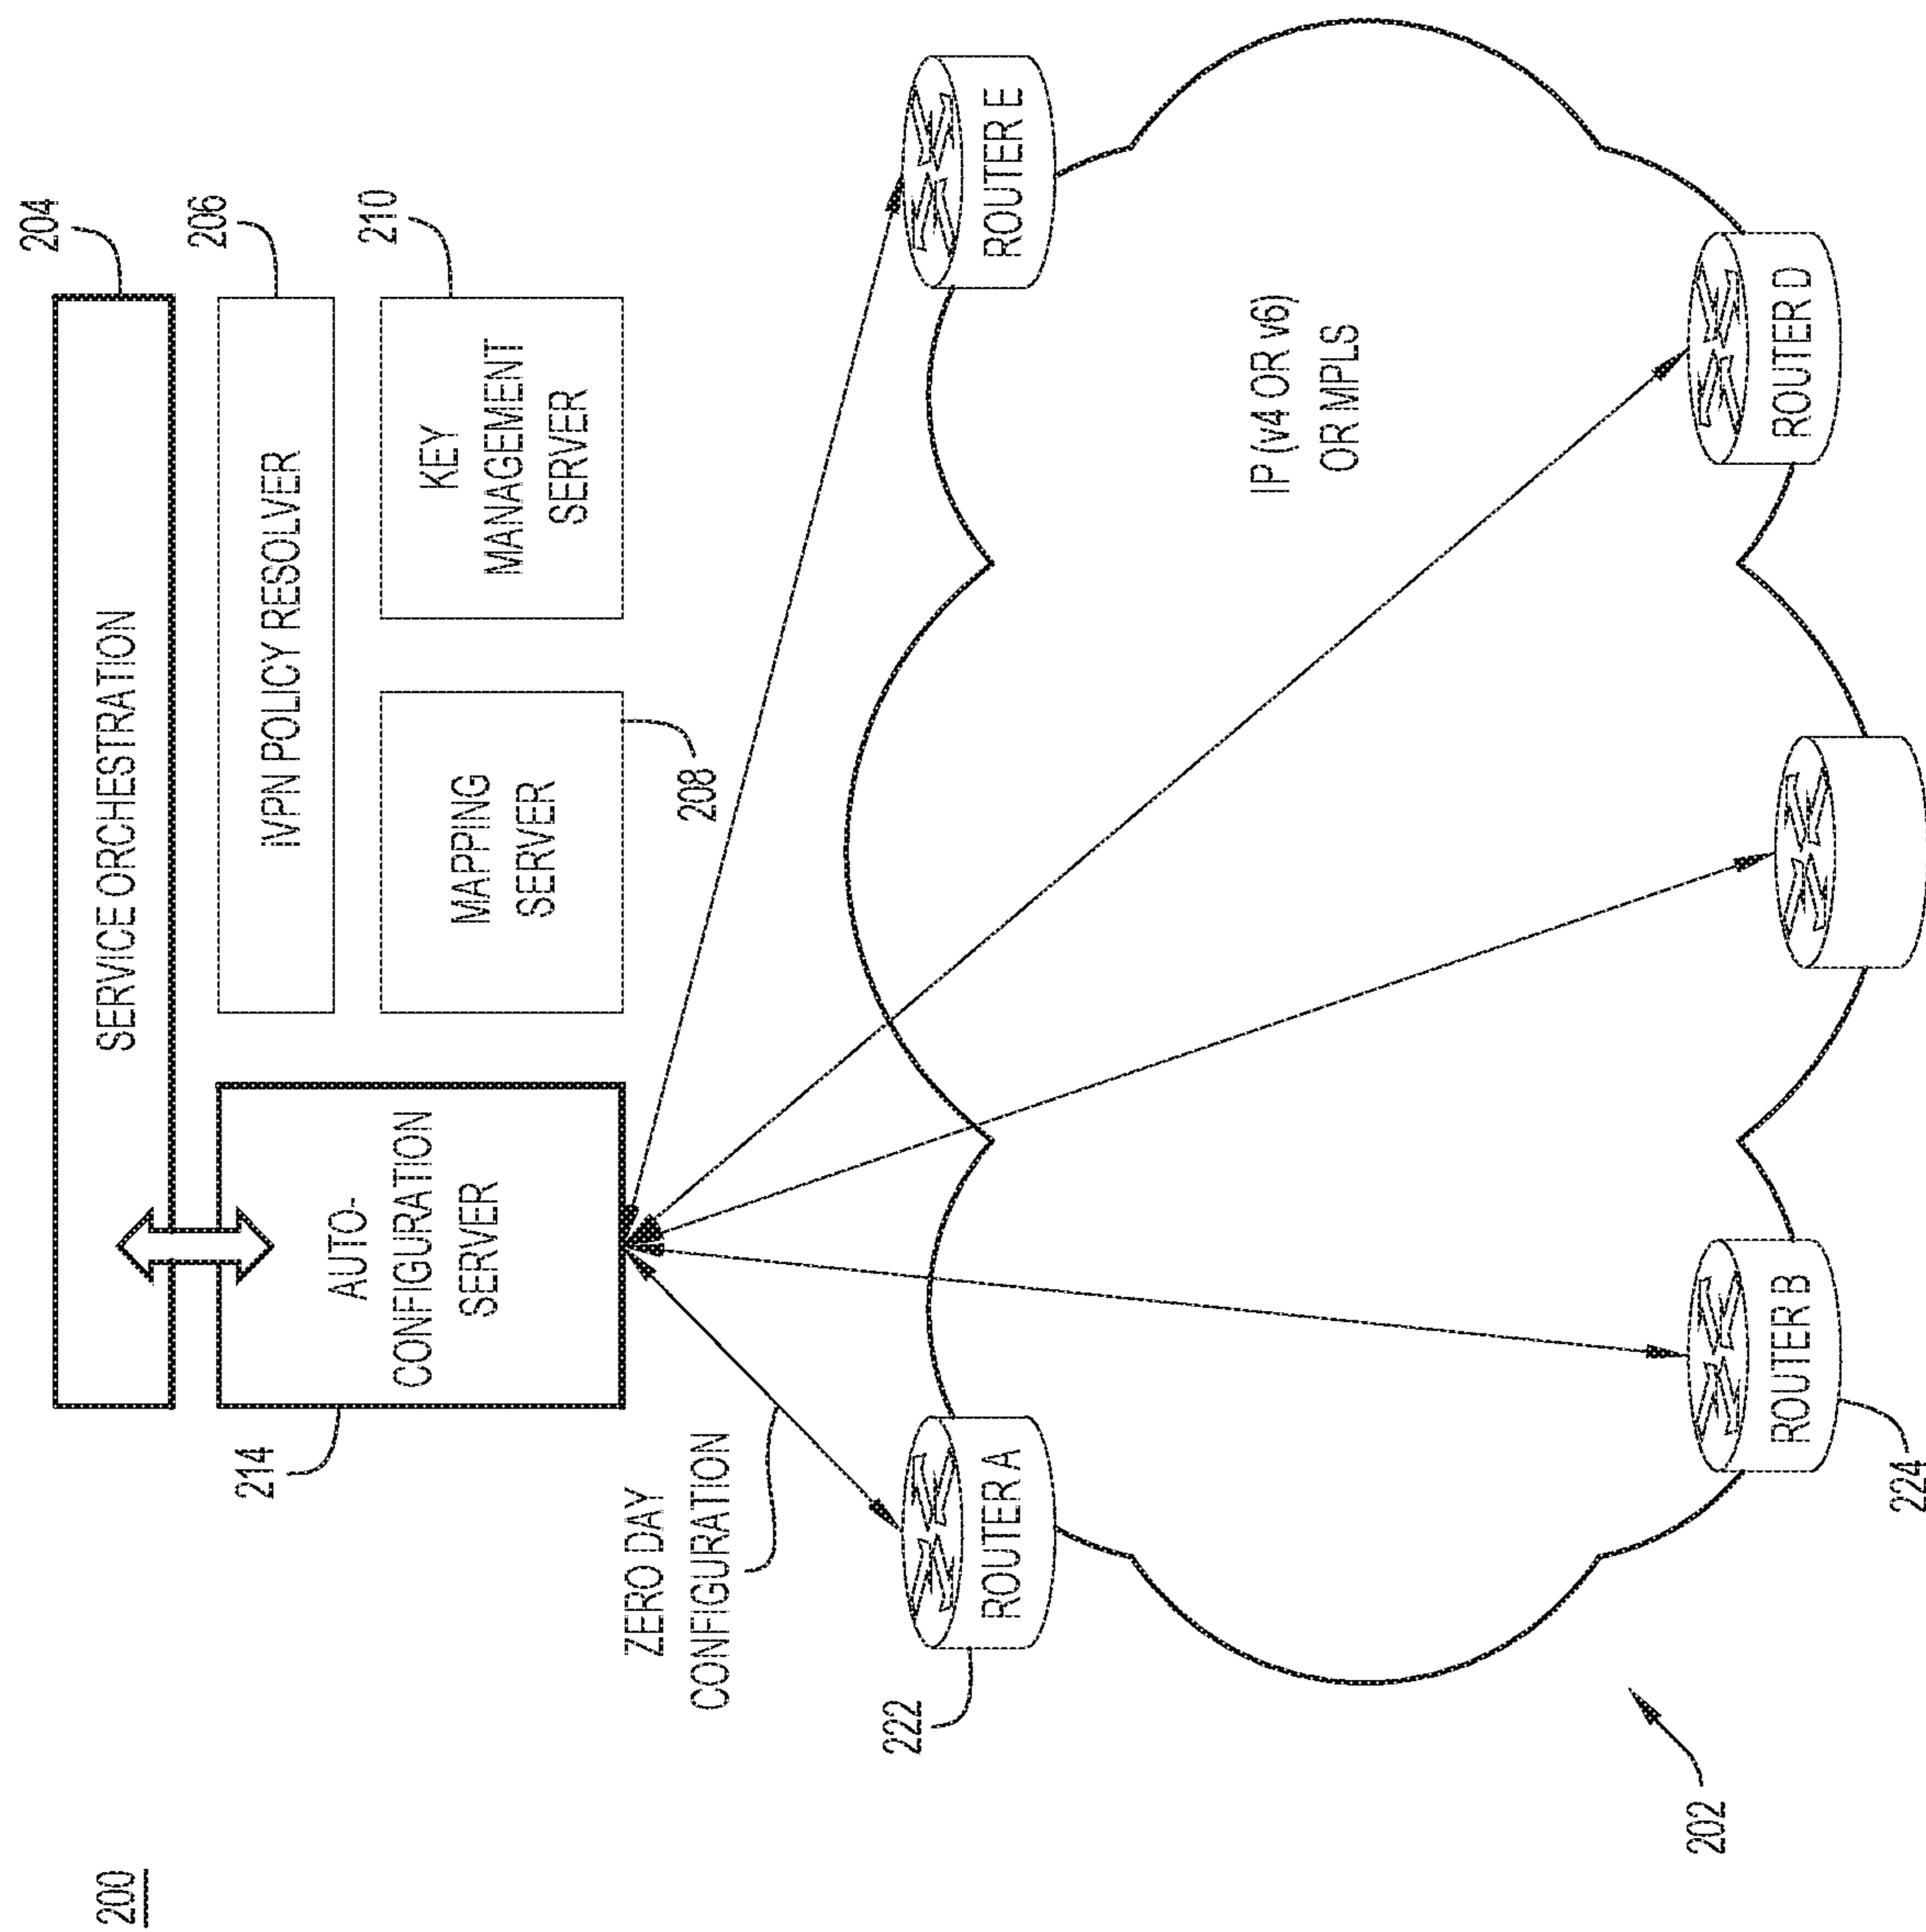 200
SERVICE ORCHESTRATION
204
iVPN POLICY RESOLVER
206
AUTO-
CONFIGURATION
SERVER
214
MAPPING
SERVER
208
KEY
MANAGEMENT
SERVER
210
ZERO DAY
CONFIGURATION
ROUTER A
222
ROUTER E
IP (v4 OR v6)
OR MPLS
ROUTER B
224
ROUTER D
202